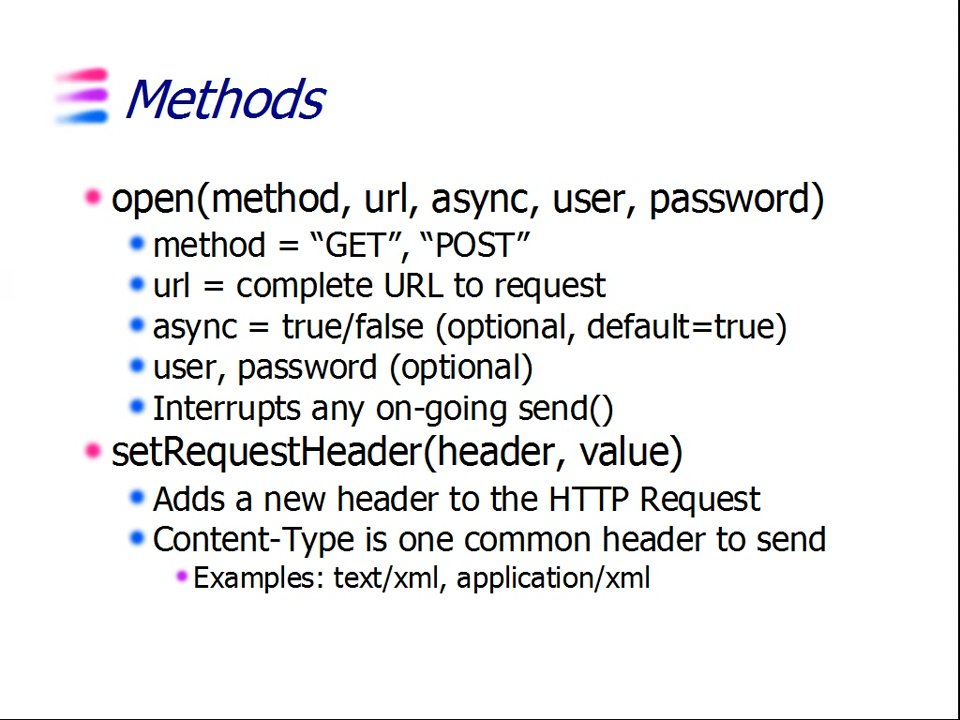 Methods
open(method, url, async, user, password)
method = “GET”, “POST”
url = complete URL to request
async = true/false (optional, default=true)
user, password (optional)
Interrupts any on-going send()
setRequestHeader(header, value)
Adds a new header to the HTTP Request
Content-Type is one common header to send
Examples: text/xml, application/xml